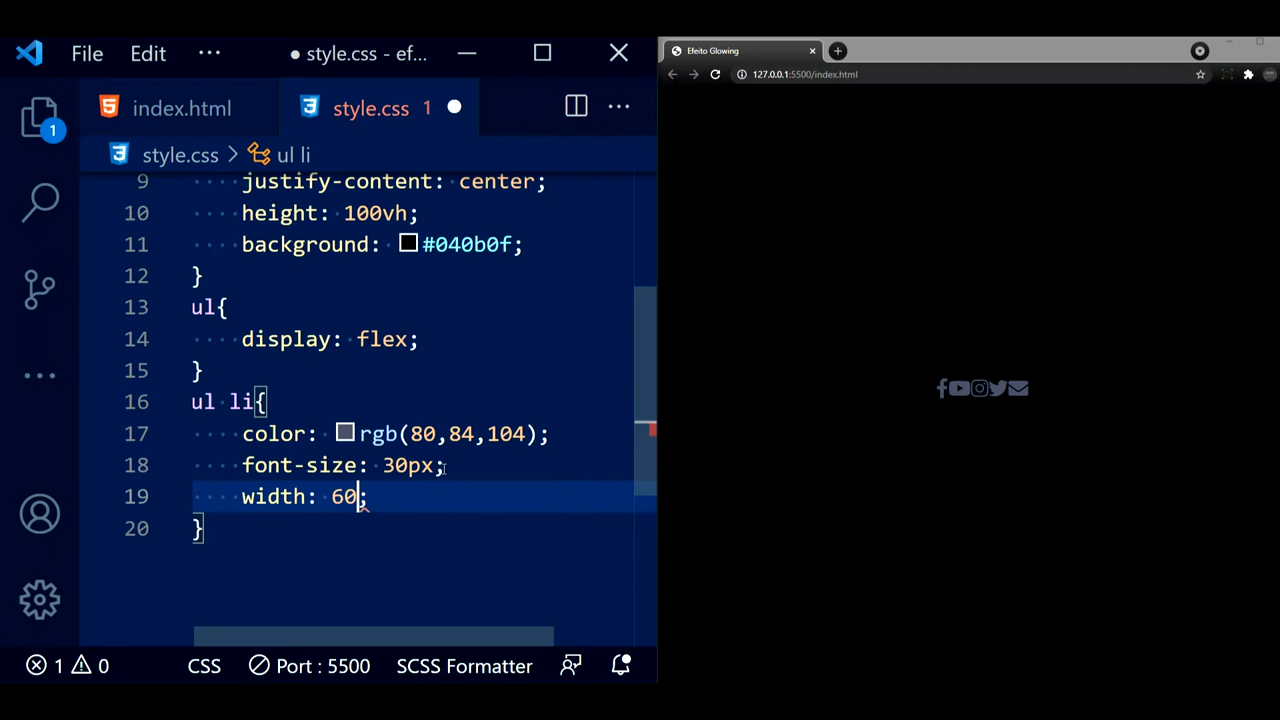 File Edit ··· ● style.css - ef...
index.html style.css 1 ● ···
style.css > ul li
9 justify-content: center;
10 height: 100vh;
11 background: #040b0f;
12 }
13 ul{
14 display: flex;
15 }
16 ul li{
17 color: rgb(80,84,104);
18 font-size: 30px;
19 width: 60;
20 }
1
1 0 CSS Port : 5500 SCSS Formatter
Efeito Glowing
127.0.0.1:5500/index.html